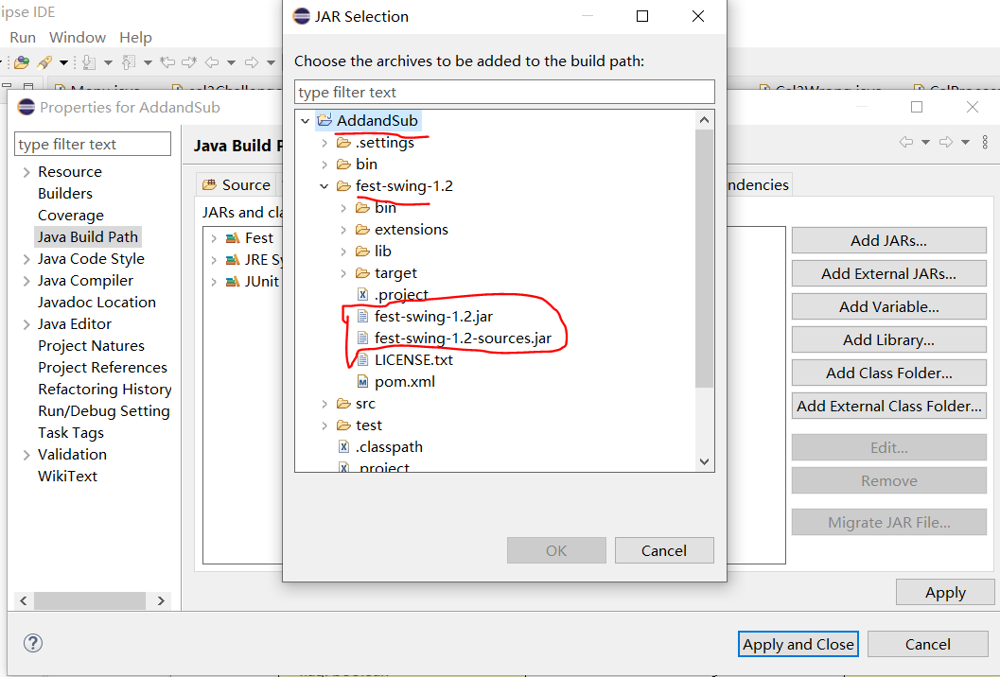 ipse IDE
Run Window Help
JAR Selection
Choose the archives to be added to the build path:
type filter text
AddandSub
.settings
bin
fest-swing-1.2
bin
extensions
lib
target
.project
fest-swing-1.2.jar
fest-swing-1.2-sources.jar
LICENSE.txt
pom.xml
src
test
.classpath
.project
OK
Cancel
Properties for AddandSub
type filter text
Resource
Builders
Coverage
Java Build Path
Java Code Style
Java Compiler
Javadoc Location
Java Editor
Project Natures
Project References
Refactoring History
Run/Debug Setting
Task Tags
Validation
WikiText
Java Build P
Source
ndencies
JARs and cla
Fest
JRE Sy
JUnit
Add JARs...
Add External JARs...
Add Variable...
Add Library...
Add Class Folder...
Add External Class Folder...
Edit...
Remove
Migrate JAR File...
Apply
Apply and Close
Cancel